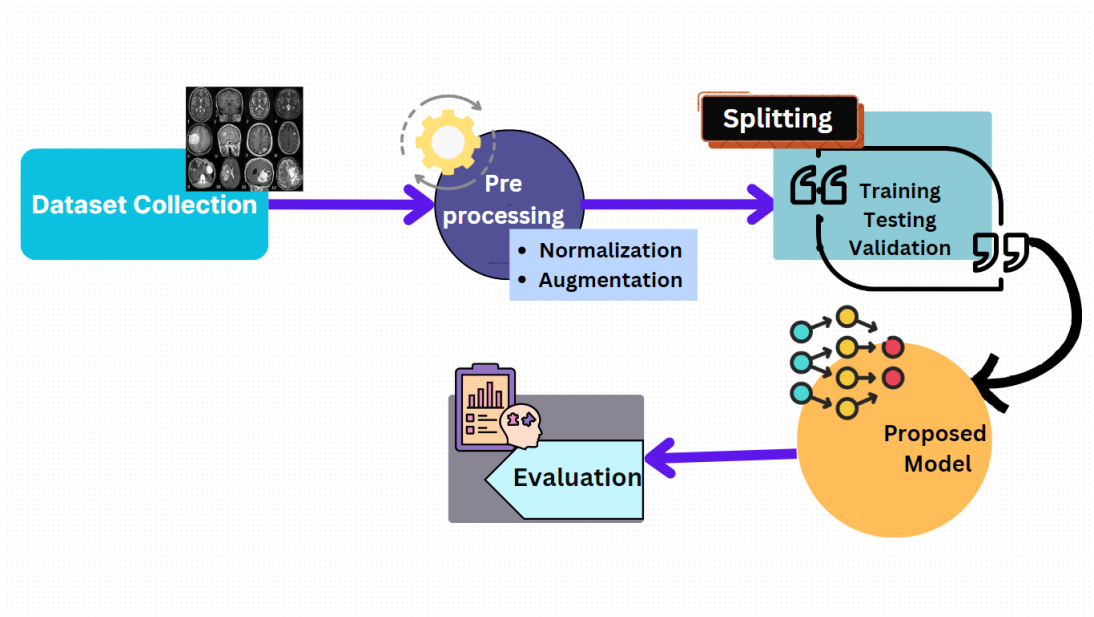 Dataset Collection
Pre
processing
• Normalization
• Augmentation
Splitting
Training
Testing
Validation
Proposed
Model
Evaluation